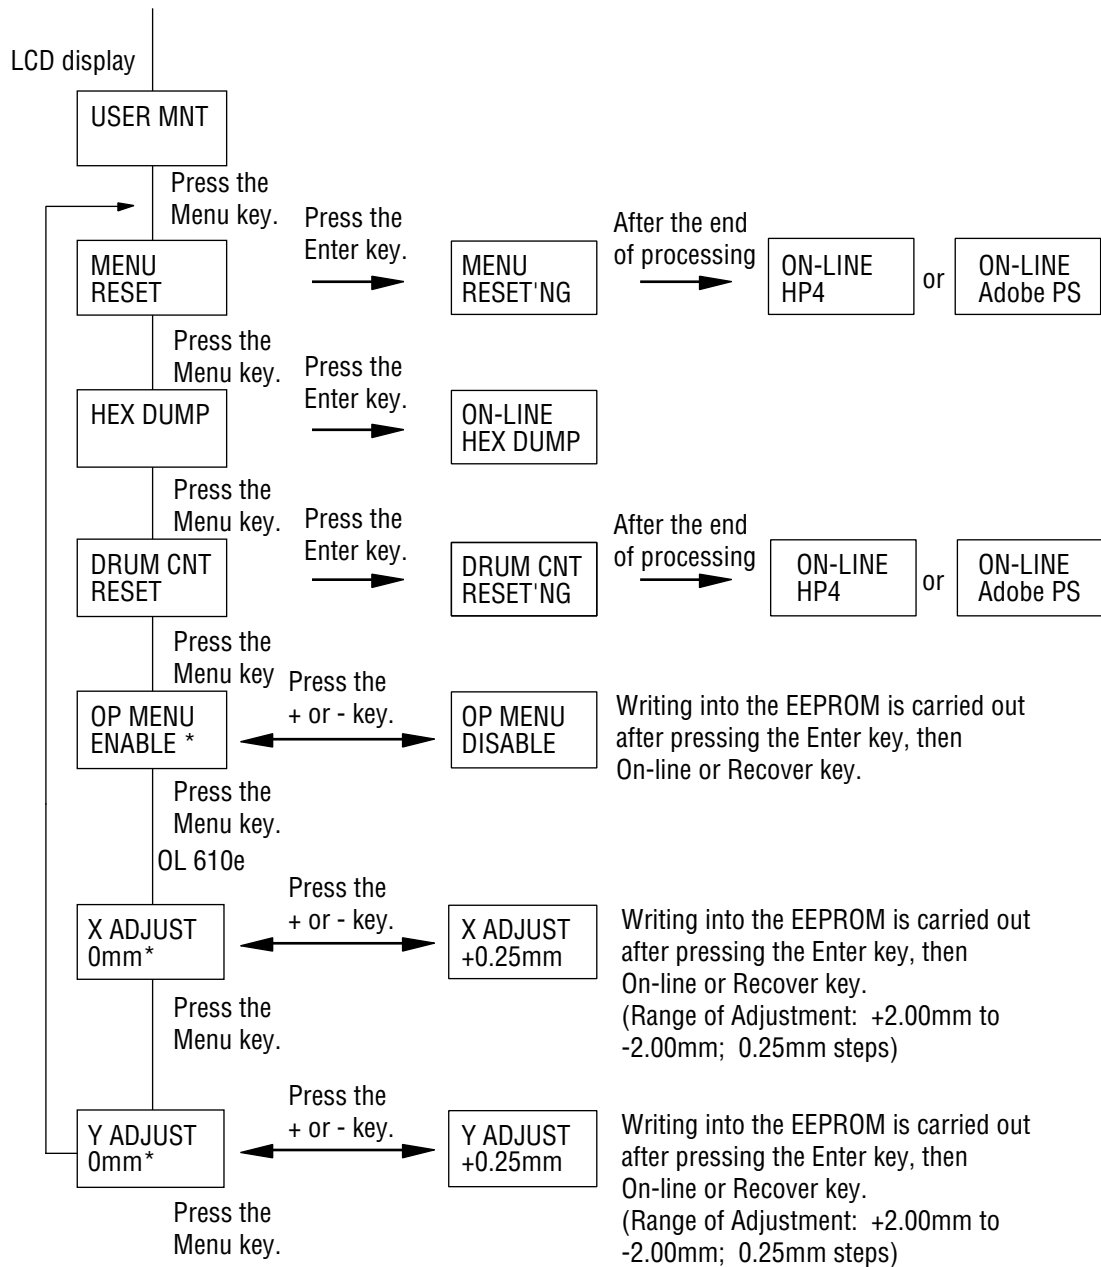 LCD display
USER MNT
Press the
Menu key.
MENU
RESET
Press the
Enter key.
MENU
RESET'NG
After the end
of processing
ON-LINE
HP4
or
ON-LINE
Adobe PS
Press the
Menu key.
HEX DUMP
Press the
Enter key.
ON-LINE
HEX DUMP
Press the
Menu key.
DRUM CNT
RESET
Press the
Enter key.
DRUM CNT
RESET'NG
After the end
of processing
ON-LINE
HP4
or
ON-LINE
Adobe PS
Press the
Menu key
OP MENU
ENABLE *
Press the
+ or - key.
OP MENU
DISABLE
Writing into the EEPROM is carried out
after pressing the Enter key, then
On-line or Recover key.
Press the
Menu key.
OL 610e
X ADJUST
0mm*
Press the
+ or - key.
X ADJUST
+0.25mm
Writing into the EEPROM is carried out
after pressing the Enter key, then
On-line or Recover key.
(Range of Adjustment:  +2.00mm to
-2.00mm;  0.25mm steps)
Press the
Menu key.
Y ADJUST
0mm*
Press the
+ or - key.
Y ADJUST
+0.25mm
Writing into the EEPROM is carried out
after pressing the Enter key, then
On-line or Recover key.
(Range of Adjustment:  +2.00mm to
-2.00mm;  0.25mm steps)
Press the
Menu key.